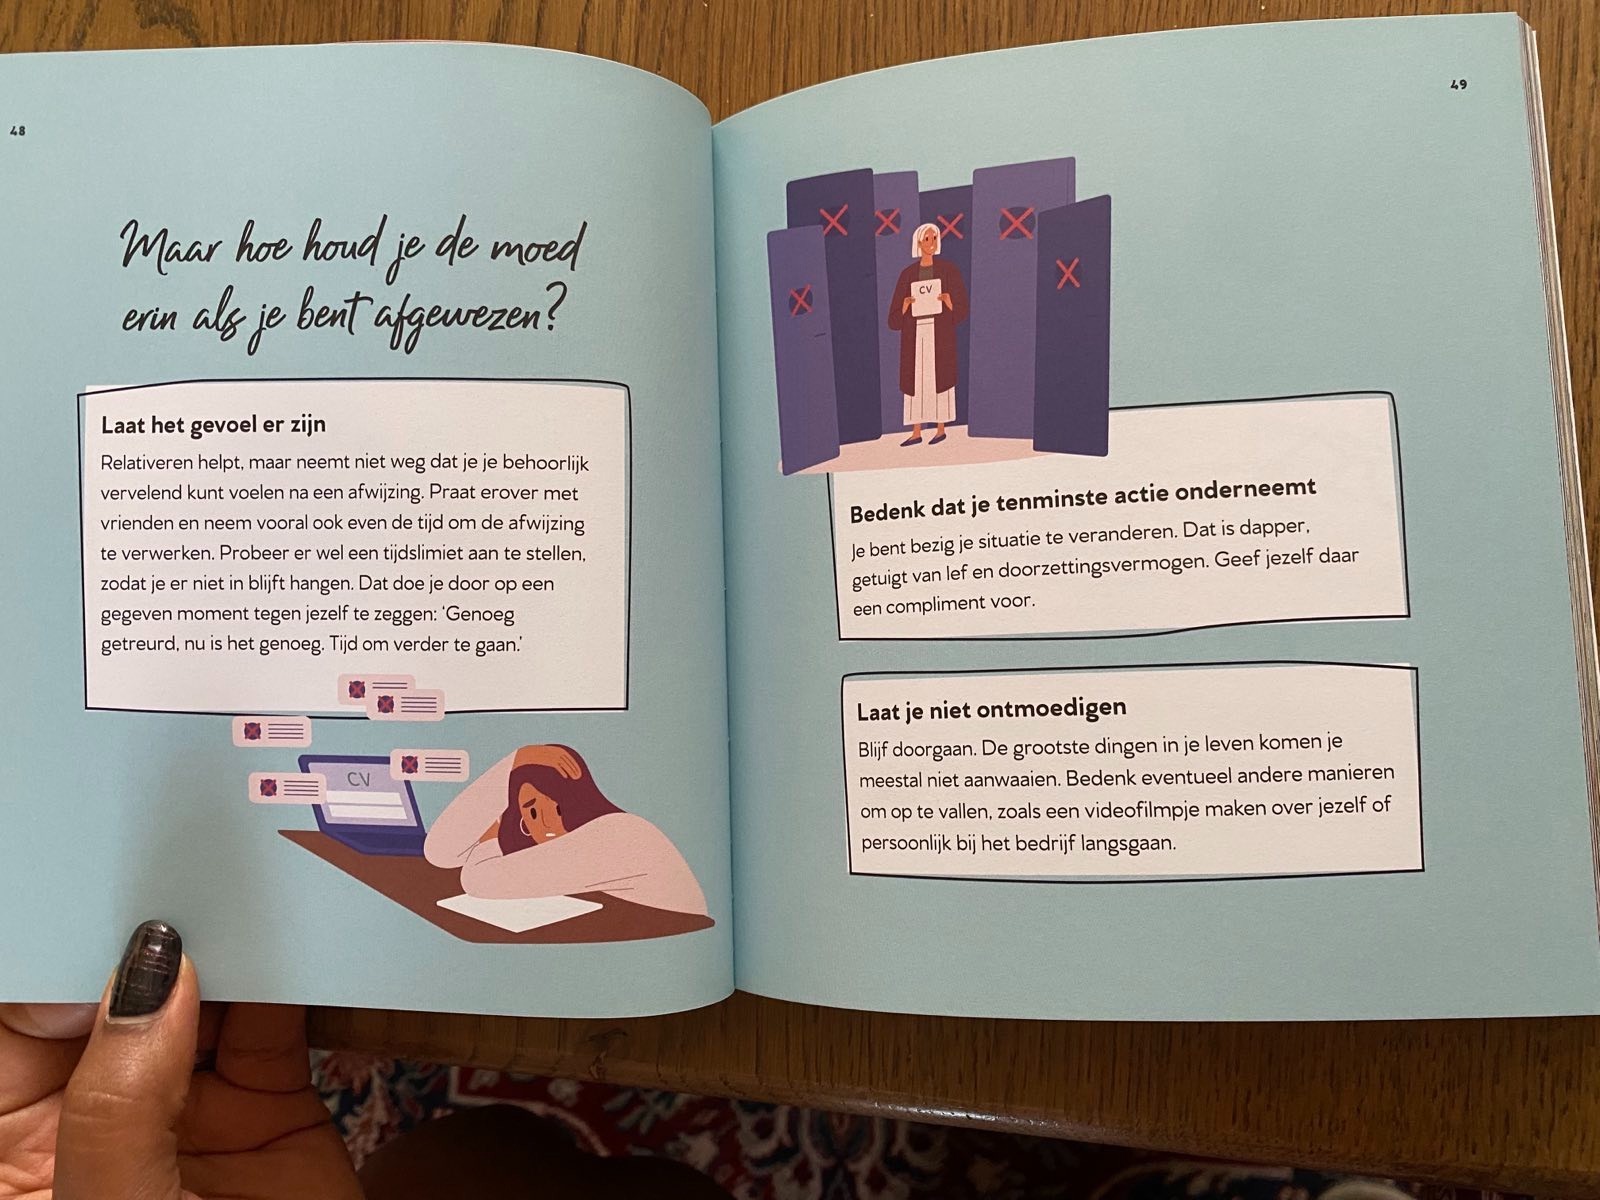 48
Maar hoe houd je de moed
erin als je bent afgewezen?
Laat het gevoel er zijn
Relativeren helpt, maar neemt niet weg dat je je behoorlijk
vervelend kunt voelen na een afwijzing. Praat erover met
vrienden en neem vooral ook even de tijd om de afwijzing
te verwerken. Probeer er wel een tijdslimiet aan te stellen,
zodat je er niet in blijft hangen. Dat doe je door op een
gegeven moment tegen jezelf te zeggen: ‘Genoeg
getreurd, nu is het genoeg. Tijd om verder te gaan.’
CV
49
CV
Bedenk dat je tenminste actie onderneemt
Je bent bezig je situatie te veranderen. Dat is dapper,
getuigt van lef en doorzettingsvermogen. Geef jezelf daar
een compliment voor.
Laat je niet ontmoedigen
Blijf doorgaan. De grootste dingen in je leven komen je
meestal niet aanwaaien. Bedenk eventueel andere manieren
om op te vallen, zoals een videofilmpje maken over jezelf of
persoonlijk bij het bedrijf langsgaan.